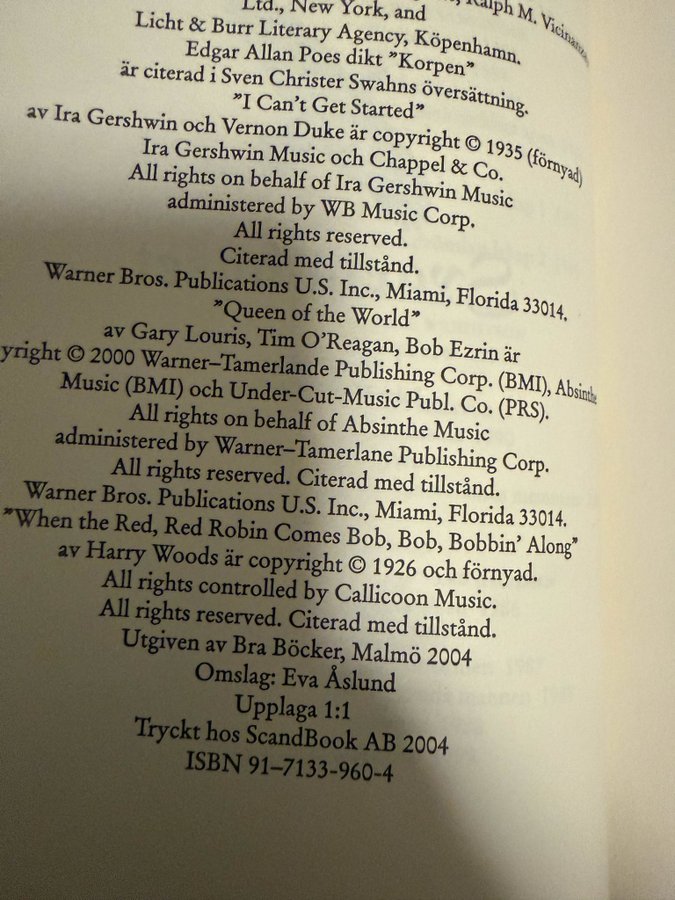 Ralph M. Vicinanza
Ltd., New York, and
Licht & Burr Literary Agency, Köpenhamn.
Edgar Allan Poes dikt ”Korpen”
är citerad i Sven Christer Swahns översättning.
”I Can’t Get Started”
av Ira Gershwin och Vernon Duke är copyright © 1935 (förnyad)
Ira Gershwin Music och Chappel & Co.
All rights on behalf of Ira Gershwin Music
administered by WB Music Corp.
All rights reserved.
Citerad med tillstånd.
Warner Bros. Publications U.S. Inc., Miami, Florida 33014.
”Queen of the World”
av Gary Louris, Tim O’Reagan, Bob Ezrin är
yright © 2000 Warner–Tamerlande Publishing Corp. (BMI), Absinthe
Music (BMI) och Under-Cut-Music Publ. Co. (PRS).
All rights on behalf of Absinthe Music
administered by Warner–Tamerlane Publishing Corp.
All rights reserved. Citerad med tillstånd.
Warner Bros. Publications U.S. Inc., Miami, Florida 33014.
”When the Red, Red Robin Comes Bob, Bob, Bobbin’ Along”
av Harry Woods är copyright © 1926 och förnyad.
All rights controlled by Callicoon Music.
All rights reserved. Citerad med tillstånd.
Utgiven av Bra Böcker, Malmö 2004
Omslag: Eva Åslund
Upplaga 1:1
Tryckt hos ScandBook AB 2004
ISBN 91–7133-960-4